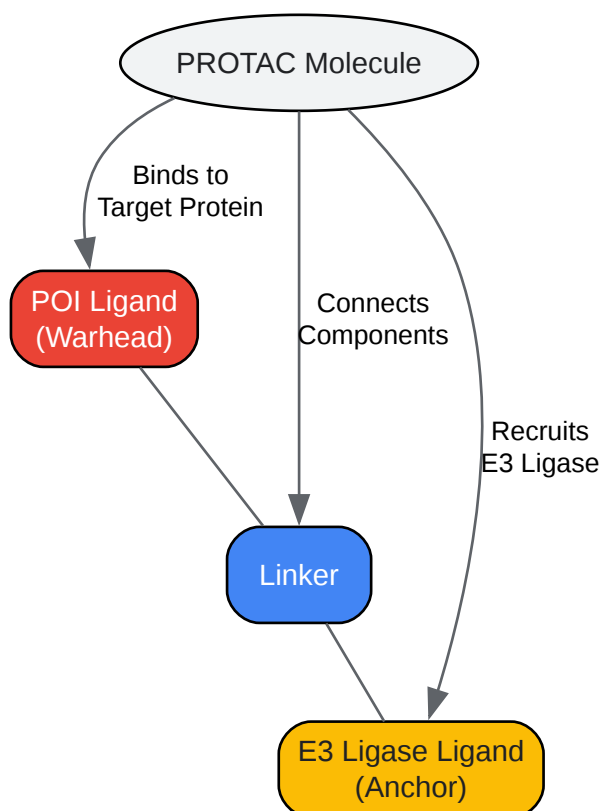 PROTAC Molecule
Binds to
Target Protein
POI Ligand
(Warhead)
Connects
Components
Recruits
E3 Ligase
Linker
E3 Ligase Ligand
(Anchor)